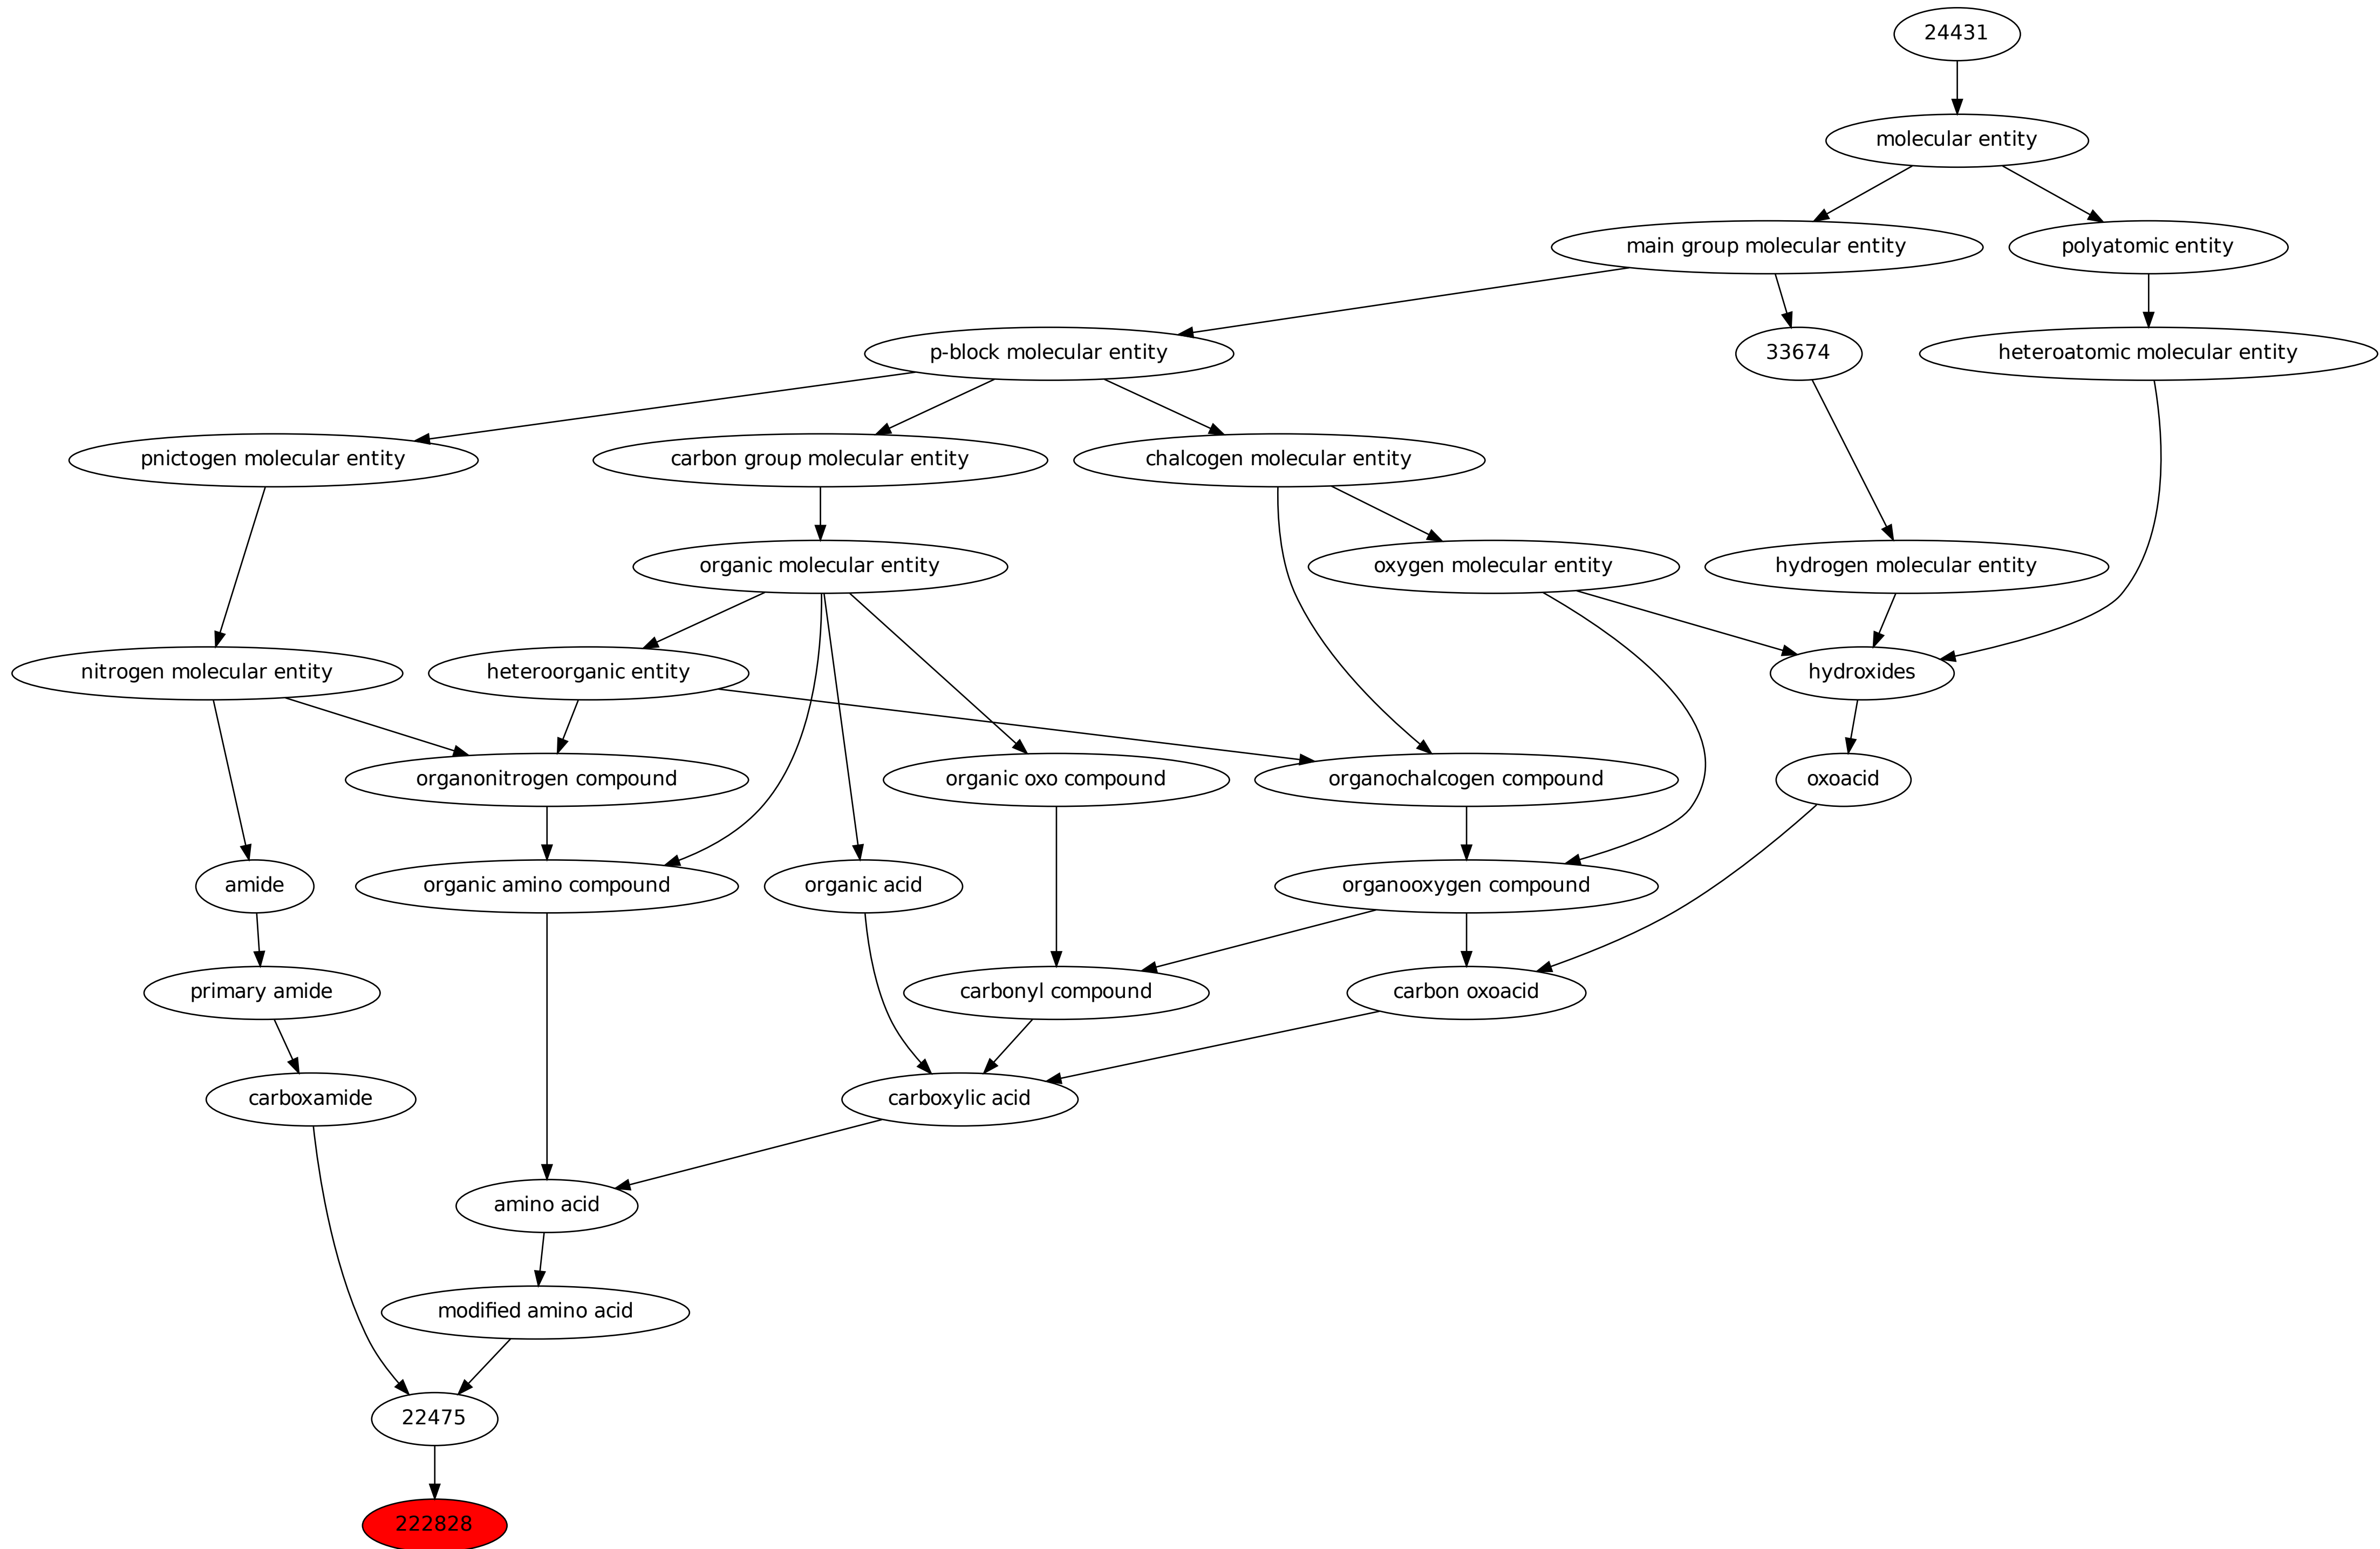 24431
molecular entity
main group molecular entity
polyatomic entity
p-block molecular entity
33674
heteroatomic molecular entity
pnictogen molecular entity
carbon group molecular entity
chalcogen molecular entity
organic molecular entity
oxygen molecular entity
hydrogen molecular entity
nitrogen molecular entity
heteroorganic entity
hydroxides
organonitrogen compound
organic oxo compound
organochalcogen compound
oxoacid
amide
organic amino compound
organic acid
organooxygen compound
primary amide
carbonyl compound
carbon oxoacid
carboxamide
carboxylic acid
amino acid
modified amino acid
22475
222828